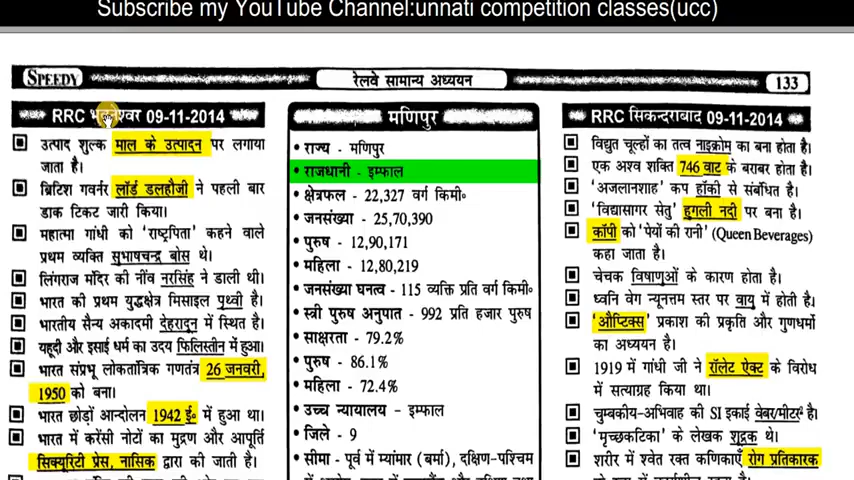 Subscribe my YouTube Channel:unnati competition classes(ucc)
SPEEDY
रेलवे सामान्य अध्ययन
133
RRC भुवनेश्वर 09-11-2014
उत्पाद शुल्क माल के उत्पादन पर लगाया
जाता है।
ब्रिटिश गवर्नर लॉर्ड डलहौजी ने पहली बार
डाक टिकट जारी किया।
महात्मा गांधी को 'राष्ट्रपिता' कहने वाले
प्रथम व्यक्ति सुभाषचन्द्र बोस थे।
लिंगराज मंदिर की नींव नरसिंह ने डाली थी।
भारत की प्रथम युद्धक्षेत्र मिसाइल पृथ्वी है।
भारतीय सैन्य अकादमी देहरादून में स्थित है।
यहूदी और इसाई धर्म का उदय फिलिस्तीन में हुआ।
भारत संप्रभू लोकतांत्रिक गणतंत्र 26 जनवरी,
1950 को बना।
भारत छोड़ों आन्दोलन 1942 ई० में हुआ था।
भारत में करेंसी नोटों का मुद्रण और आपूर्ति
सिक्यूरिटी प्रेस, नासिक द्वारा की जाती है।
मणिपुर
• राज्य - मणिपुर
• राजधानी - इम्फाल
• क्षेत्रफल - 22,327 वर्ग किमी॰
• जनसंख्या - 25,70,390
• पुरुष - 12,90,171
• महिला - 12,80,219
• जनसंख्या घनत्व - 115 व्यक्ति प्रति वर्ग किमी॰
• स्त्री पुरुष अनुपात - 992 प्रति हजार पुरुष
• साक्षरता - 79.2%
• पुरुष - 86.1%
• महिला - 72.4%
• उच्च न्यायालय - इम्फाल
• जिले - 9
• सीमा - पूर्व में म्यांमार (बर्मा), दक्षिण-पश्चिम
RRC सिकन्दराबाद 09-11-2014
विद्युत चूल्हों का तत्व नाइक्रोम का बना होता है।
एक अश्व शक्ति 746 वाट के बराबर होता है।
'अजलानशाह' कप हॉकी से संबंधित है।
'विद्यासागर सेतु' हुगली नदी पर बना है।
कॉपी को 'पेयों की रानी' (Queen Beverages)
कहा जाता है।
चेचक विषाणुओं के कारण होता है।
ध्वनि वेग न्यूनत्तम स्तर पर वायु में होती है।
'औप्टिक्स' प्रकाश की प्रकृति और गुणधर्मो
का अध्ययन है।
1919 में गांधी जी ने रॉलेट ऐक्ट के विरोध
में सत्याग्रह किया था।
चुम्बकीय-अभिवाह की SI इकाई वेबर/मीटर² है।
'मृच्छकटिका' के लेखक शूद्रक थे।
शरीर में श्वेत रक्त कणिकाएँ रोग प्रतिकारक